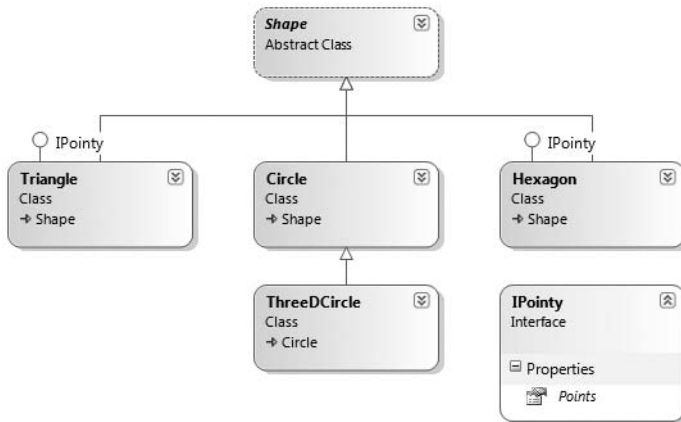 Shape
Abstract Class
IPointy
IPointy
Triangle
Class
Shape
Circle
Class
Shape
Hexagon
Class
Shape
ThreeDCircle
Class
Circle
IPointy
Interface
Properties
Points